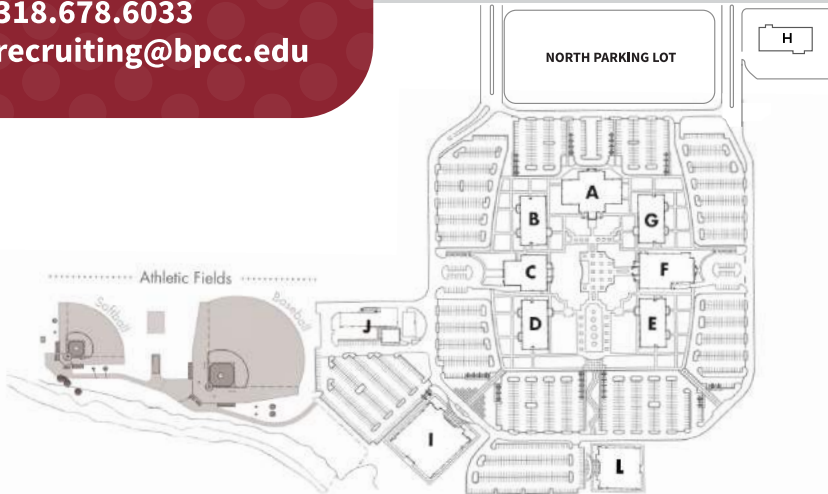 318.678.6033
recruiting@bpcc.edu
NORTH PARKING LOT
H
A
B
G
C
F
D
E
Athletic Fields
Softball
Baseball
J
I
L